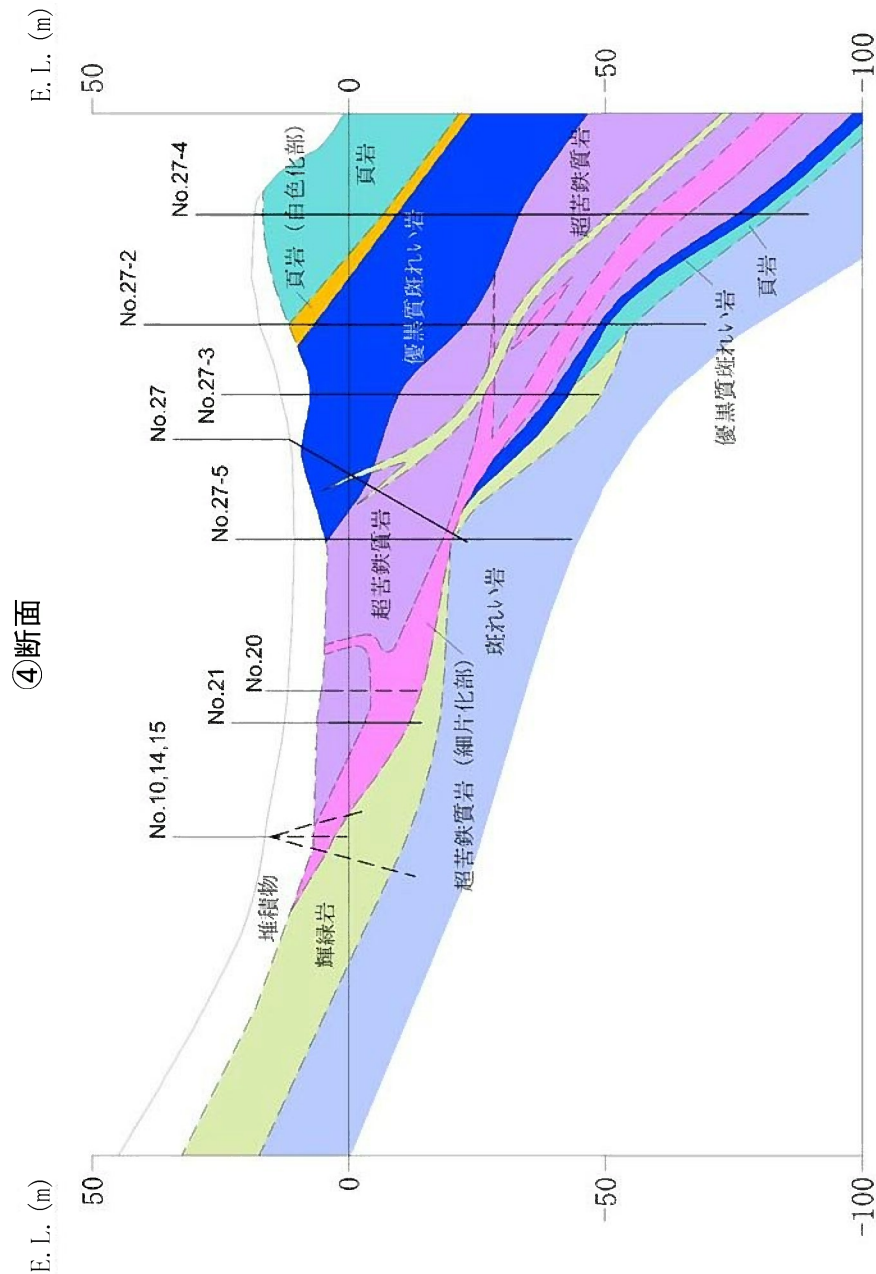 ④断面
E.L. (m)
50
0
-50
-100
E.L. (m)
50
0
-50
-100
No.10,14,15
No.21
No.20
No.27-5
No.27
No.27-3
No.27-2
No.27-4
堆積物
輝緑岩
超苦鉄質岩
超苦鉄質岩（細片化部）
斑れい岩
頁岩（白色化部）
頁岩
優黒質斑れい岩
超苦鉄質岩
優黒質斑れい岩
頁岩